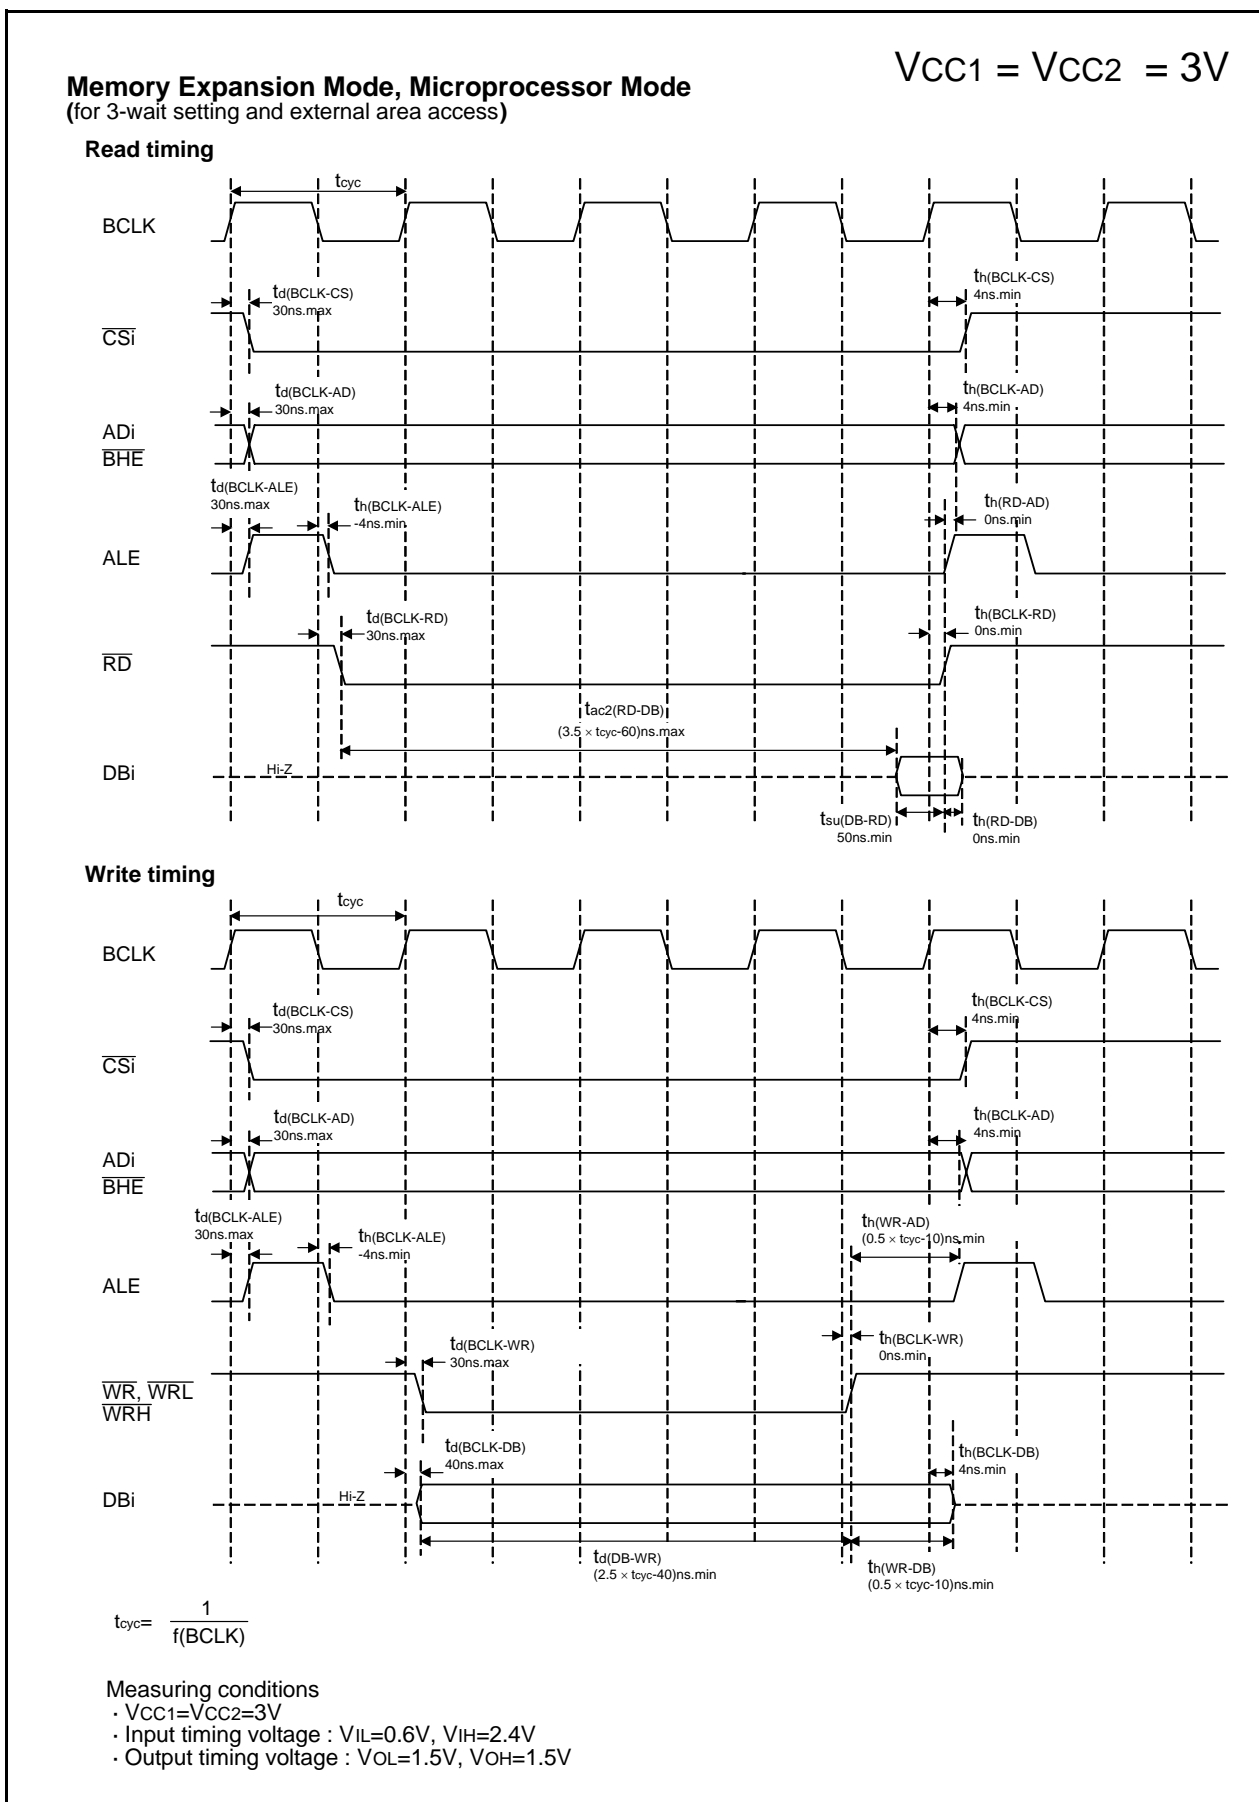 VCC1 = VCC2 = 3V
Memory Expansion Mode, Microprocessor Mode
(for 3-wait setting and external area access)
Read timing
tcyc
BCLK
td(BCLK-CS)
30ns.max
th(BCLK-CS)
4ns.min
CSi
td(BCLK-AD)
30ns.max
th(BCLK-AD)
4ns.min
ADi
BHE
td(BCLK-ALE)
30ns.max
th(BCLK-ALE)
-4ns.min
th(RD-AD)
0ns.min
ALE
td(BCLK-RD)
30ns.max
th(BCLK-RD)
0ns.min
RD
tac2(RD-DB)
(3.5 × tcyc-60)ns.max
DBi
Hi-Z
tsu(DB-RD)
50ns.min
th(RD-DB)
0ns.min
Write timing
tcyc
BCLK
td(BCLK-CS)
30ns.max
th(BCLK-CS)
4ns.min
CSi
td(BCLK-AD)
30ns.max
th(BCLK-AD)
4ns.min
ADi
BHE
td(BCLK-ALE)
30ns.max
th(BCLK-ALE)
-4ns.min
th(WR-AD)
(0.5 × tcyc-10)ns.min
ALE
td(BCLK-WR)
30ns.max
th(BCLK-WR)
0ns.min
WR, WRL
WRH
td(BCLK-DB)
40ns.max
th(BCLK-DB)
4ns.min
DBi
Hi-Z
td(DB-WR)
(2.5 × tcyc-40)ns.min
th(WR-DB)
(0.5 × tcyc-10)ns.min
tcyc= 1
f(BCLK)
Measuring conditions
· VCC1=VCC2=3V
· Input timing voltage : VIL=0.6V, VIH=2.4V
· Output timing voltage : VOL=1.5V, VOH=1.5V